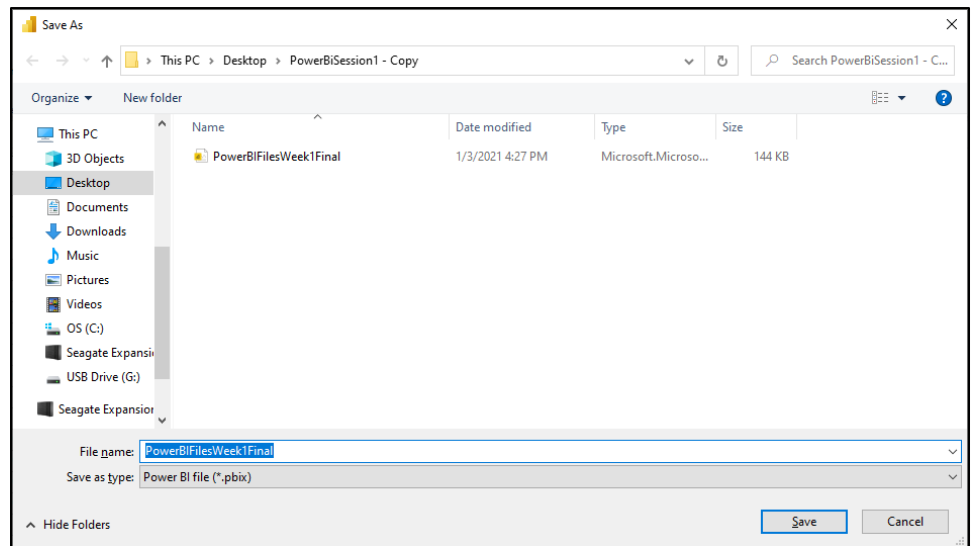 Save As
This PC > Desktop > PowerBiSession1 - Copy
Search PowerBiSession1 - C...
Organize
New folder
Name Date modified Type Size
PowerBIFilesWeek1Final 1/3/2021 4:27 PM Microsoft.Microso... 144 KB
This PC
3D Objects
Desktop
Documents
Downloads
Music
Pictures
Videos
OS (C:)
Seagate Expansi
USB Drive (G:)
Seagate Expansion
File name: PowerBIFilesWeek1Final
Save as type: Power BI file (*.pbix)
Hide Folders
Save
Cancel